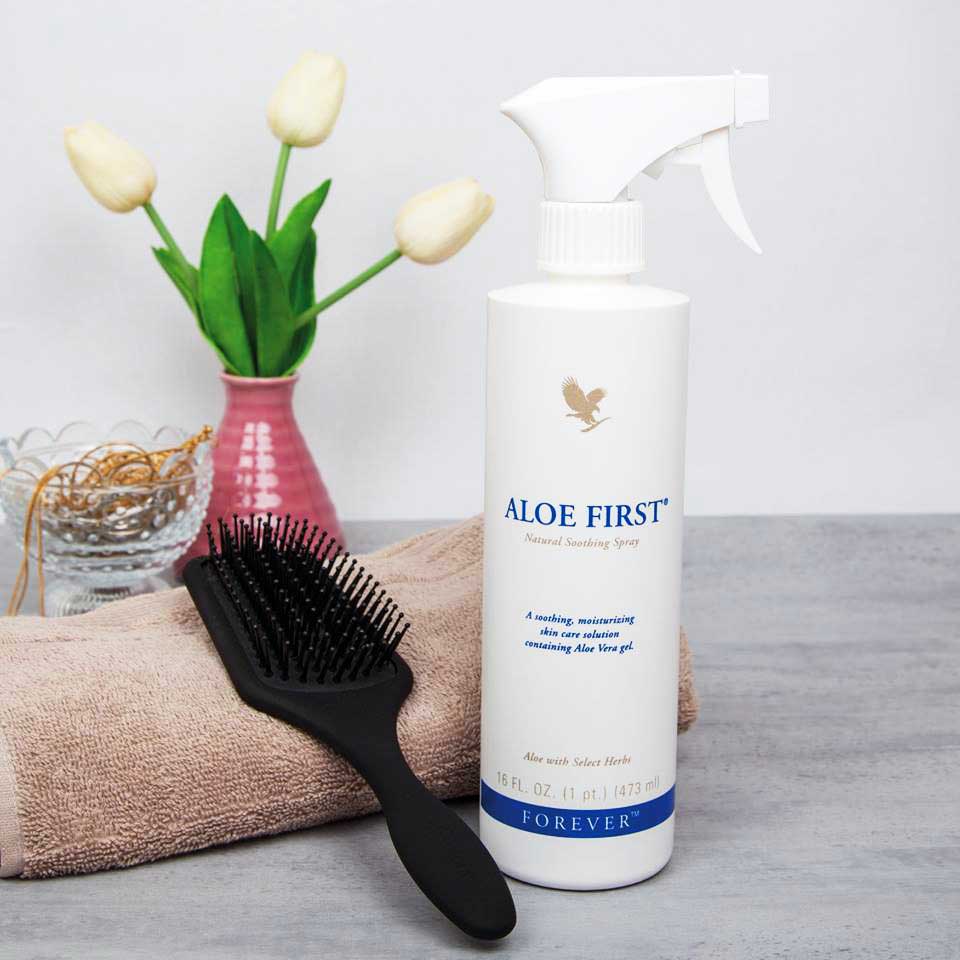 ALOE FIRST®
Natural Soothing Spray
A soothing, moisturizing
skin care solution
containing Aloe Vera gel.
Aloe with Select Herbs
16 FL. OZ. (1 pt.) (473 ml)
FOREVER™